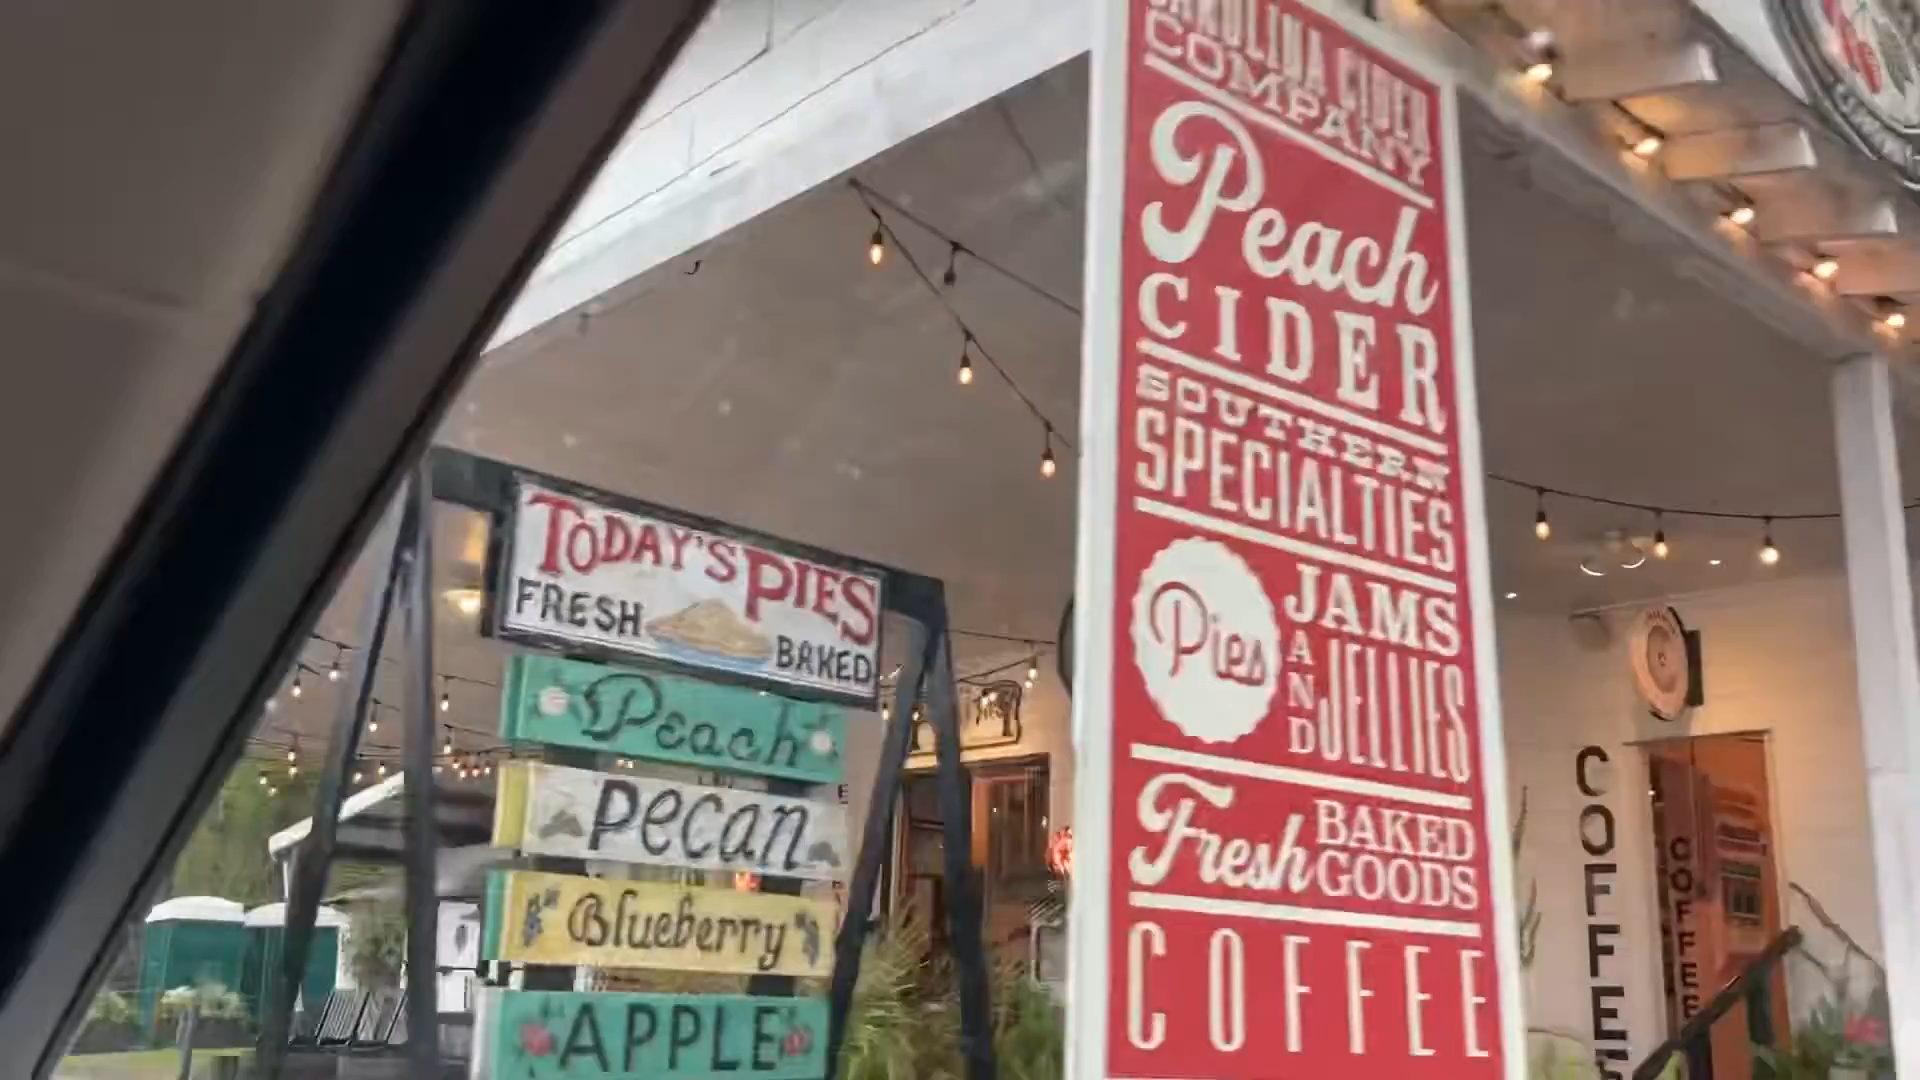 CAROLINA CIDER
COMPANY
Peach
CIDER
SOUTHERN
SPECIALTIES
Pies
JAMS
AND
JELLIES
Fresh
BAKED
GOODS
COFFEE
TODAY'S PIES
FRESH BAKED
Peach
Pecan
Blueberry
APPLE
COFFEE
COFFEE